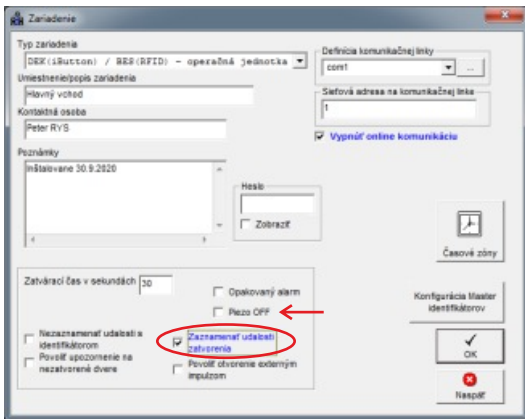 Zariadenie
Typ zariadenia
DEK(iButton) / BES(RFID) - operačná jednotka
Umiestnenie/popis zariadenia
Hlavný vchod
Kontaktná osoba
Peter RYS
Poznámky
Inštalovane 30.9.2020
Heslo
Zobraziť
Definícia komunikačnej linky
com1
...
Sieťová adresa na komunikačnej linke
1
Vypnúť online komunikáciu
Časové zóny
Zatvárací čas v sekundách 30
Opakovaný alarm
Piezo OFF
Nezaznamenať udalosti s
identifikátorom
Zaznamenať udalosti
zatvorenia
Povoliť upozornenie na
nezatvorené dvere
Povoliť otvorenie externým
impulzom
Konfigurácia Master
identifikátorov
OK
Naspäť